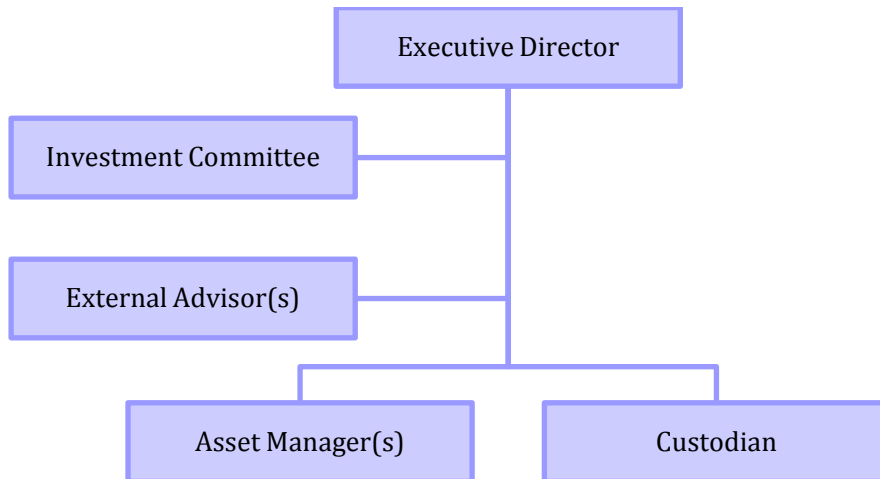 Executive Director
Investment Committee
External Advisor(s)
Asset Manager(s)
Custodian